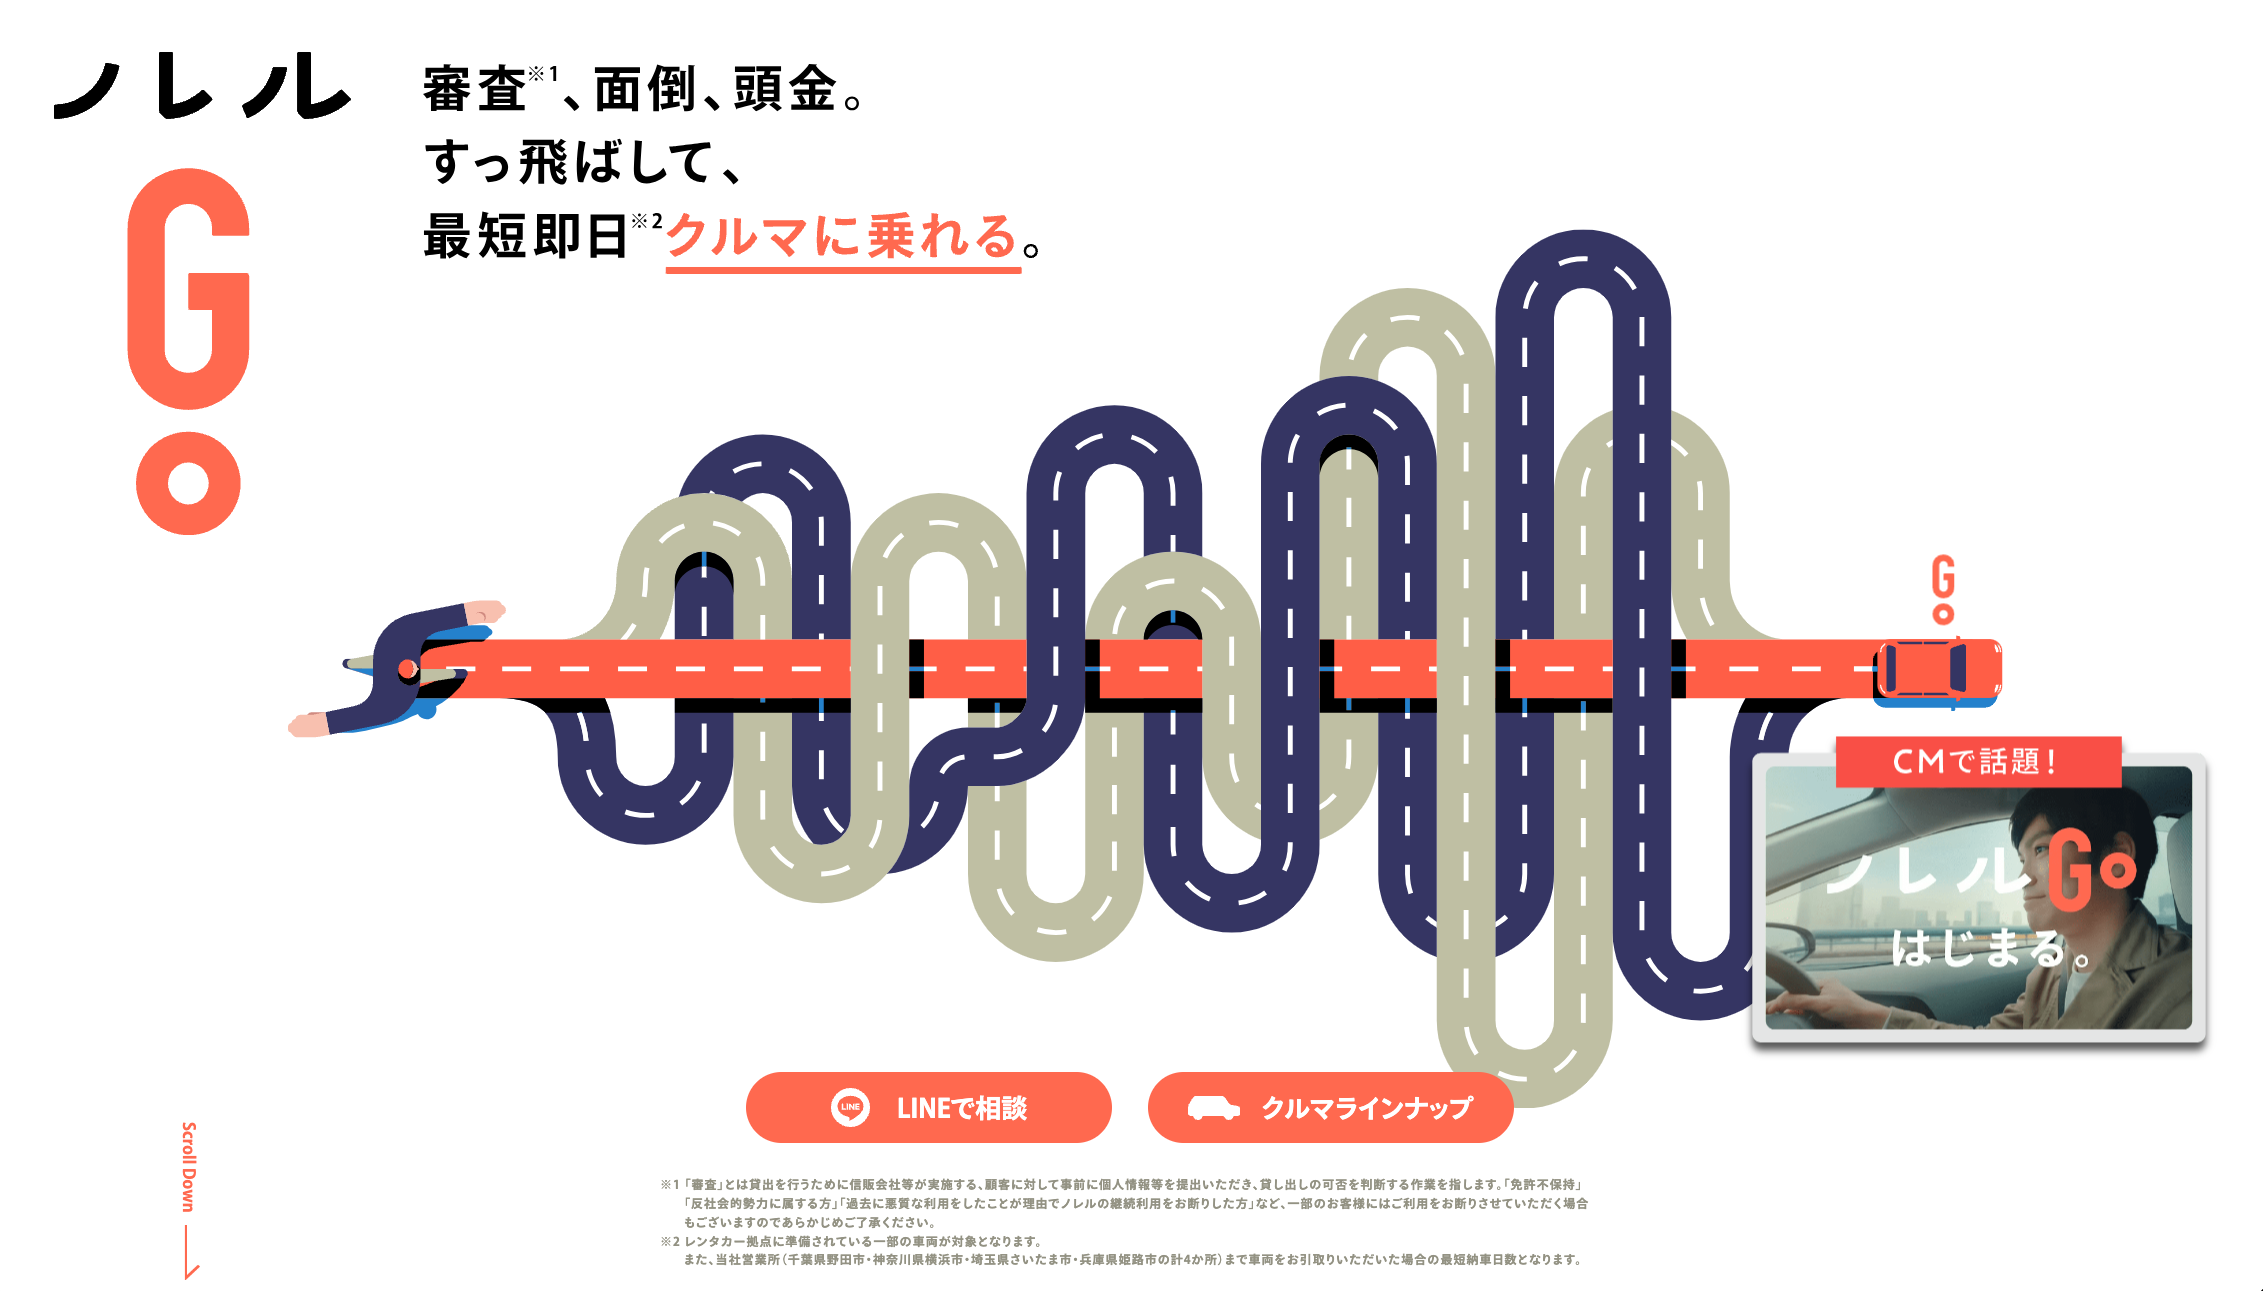 ノレル
Go
審査※1、面倒、頭金。
すっ飛ばして、
最短即日※2クルマに乗れる。
Go
CMで話題！
ノレルGo
はじまる。
LINE
LINEで相談
クルマラインナップ
Scroll Down
※1「審査」とは貸出を行うために信販会社等が実施する、顧客に対して事前に個人情報等を提出いただき、貸し出しの可否を判断する作業を指します。「免許不保持」
「反社会的勢力に属する方」「過去に悪質な利用をしたことが理由でノレルの継続利用をお断りした方」など、一部のお客様にはご利用をお断りさせていただく場合
もございますのであらかじめご了承ください。
※2 レンタカー拠点に準備されている一部の車両が対象となります。
また、当社営業所（千葉県野田市・神奈川県横浜市・埼玉県さいたま市・兵庫県姫路市の計4か所）まで車両をお引取りいただいた場合の最短納車日数となります。